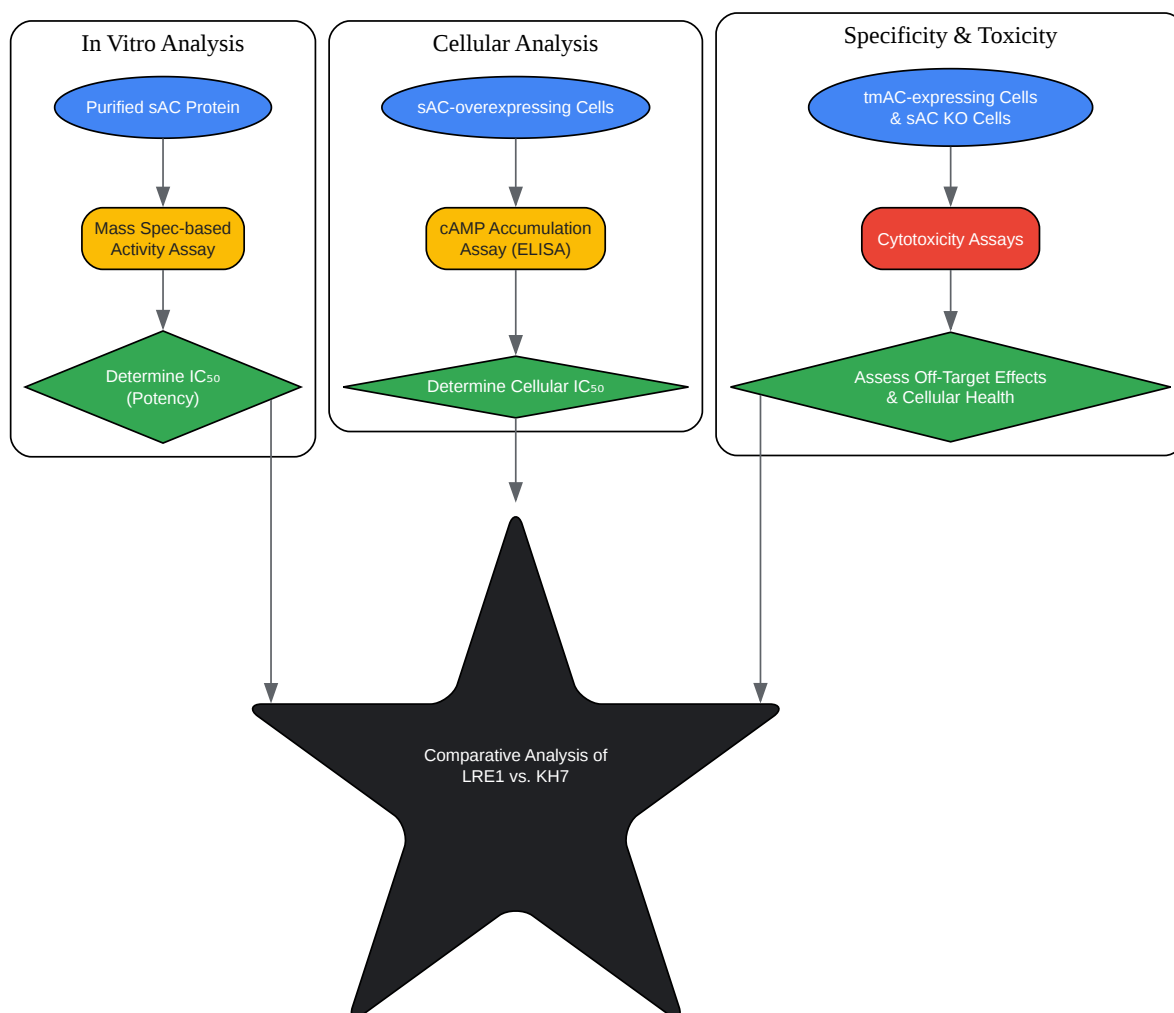 In Vitro Analysis
Purified sAC Protein
Mass Spec-based
Activity Assay
Determine IC₅₀
(Potency)
Cellular Analysis
sAC-overexpressing Cells
cAMP Accumulation
Assay (ELISA)
Determine Cellular IC₅₀
Specificity & Toxicity
tmAC-expressing Cells
& sAC KO Cells
Cytotoxicity Assays
Assess Off-Target Effects
& Cellular Health
Comparative Analysis of
LRE1 vs. KH7